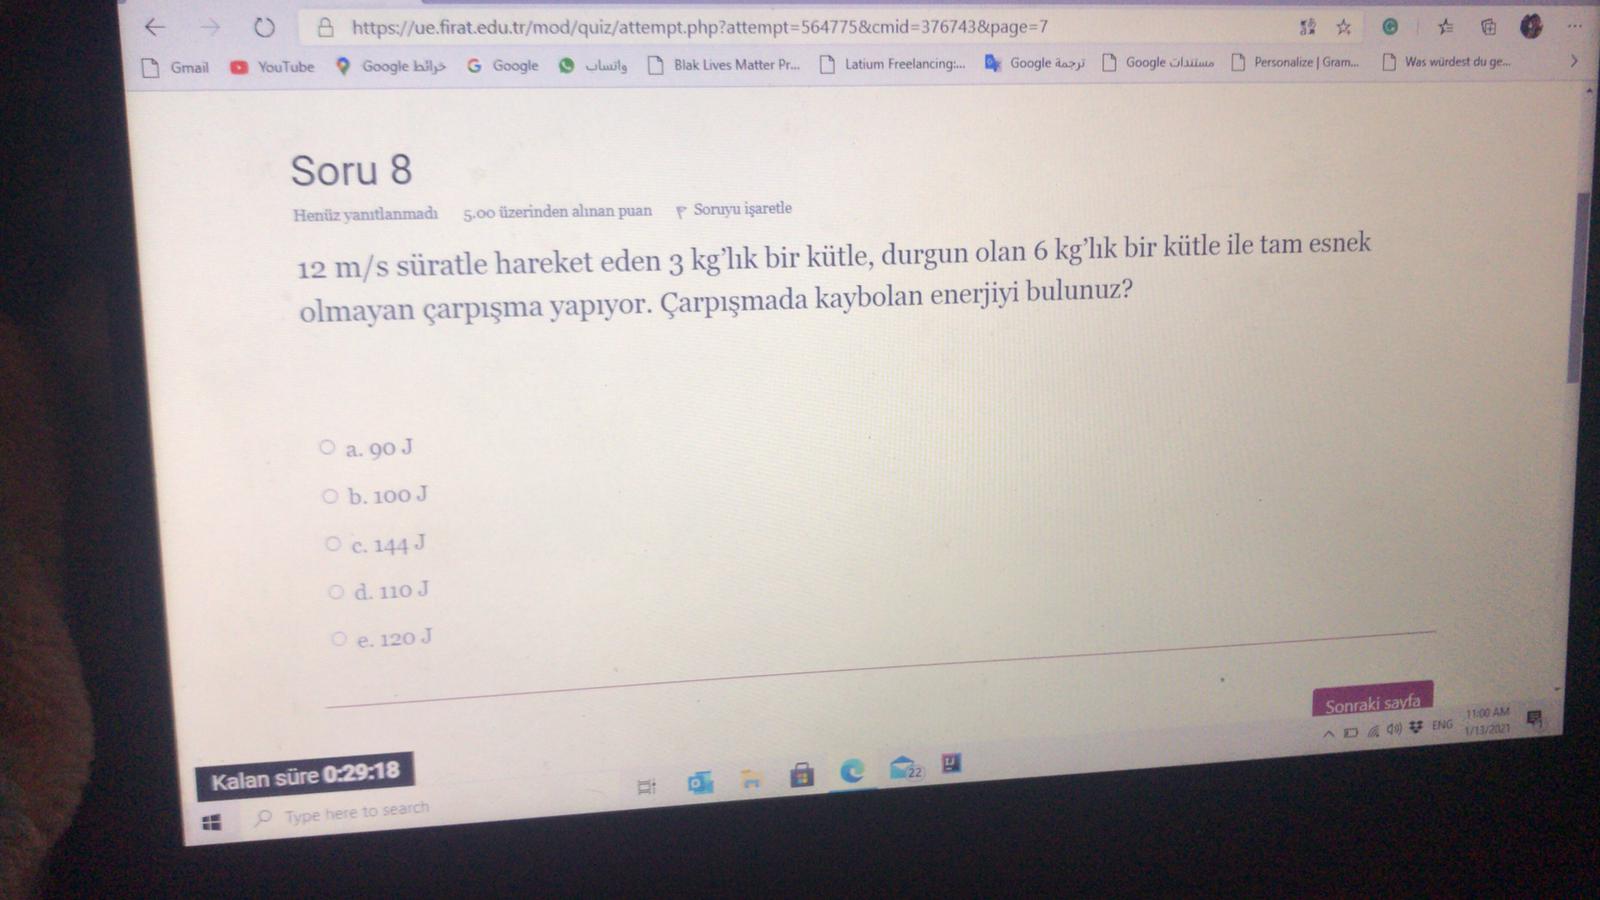 https://ue.firat.edu.tr/mod/quiz/attempt.php?attempt=564775&cmid=376743&page=7
Gmail YouTube Google خرائط Google واتساب Blak Lives Matter Pr... Latium Freelancing:... Google ترجمة Google مستندات Personalize | Gram... Was würdest du ge...
Soru 8
Henüz yanıtlanmadı 5.00 üzerinden alınan puan Soruyu işaretle
12 m/s süratle hareket eden 3 kg’lık bir kütle, durgun olan 6 kg’lık bir kütle ile tam esnek
olmayan çarpışma yapıyor. Çarpışmada kaybolan enerjiyi bulunuz?
a. 90 J
b. 100 J
c. 144 J
d. 110 J
e. 120 J
Sonraki sayfa
Kalan süre 0:29:18
Type here to search
22
ENG
11:00 AM
1/13/2021